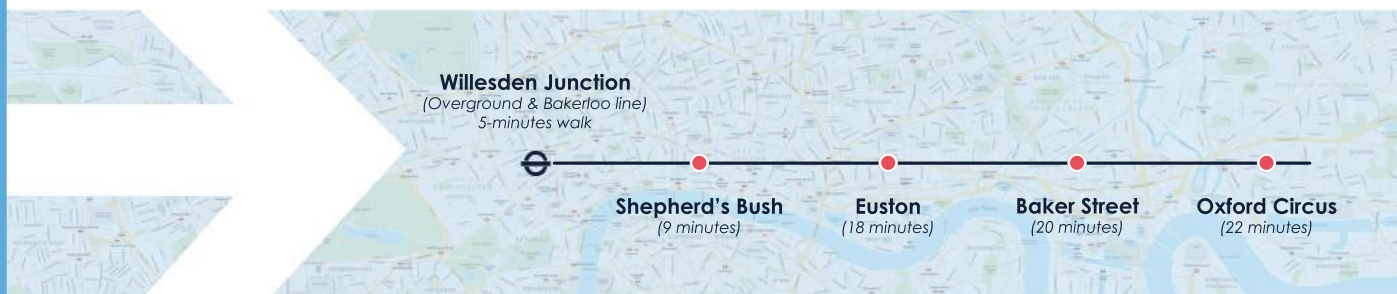 Willesden Junction
(Overground & Bakerloo line)
5-minutes walk
Shepherd's Bush
(9 minutes)
Euston
(18 minutes)
Baker Street
(20 minutes)
Oxford Circus
(22 minutes)